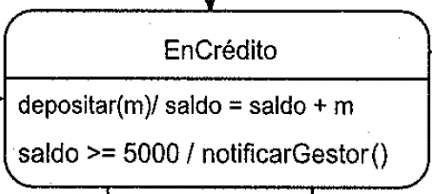 EnCrédito
depositar(m)/ saldo = saldo + m
saldo >= 5000 / notificarGestor()